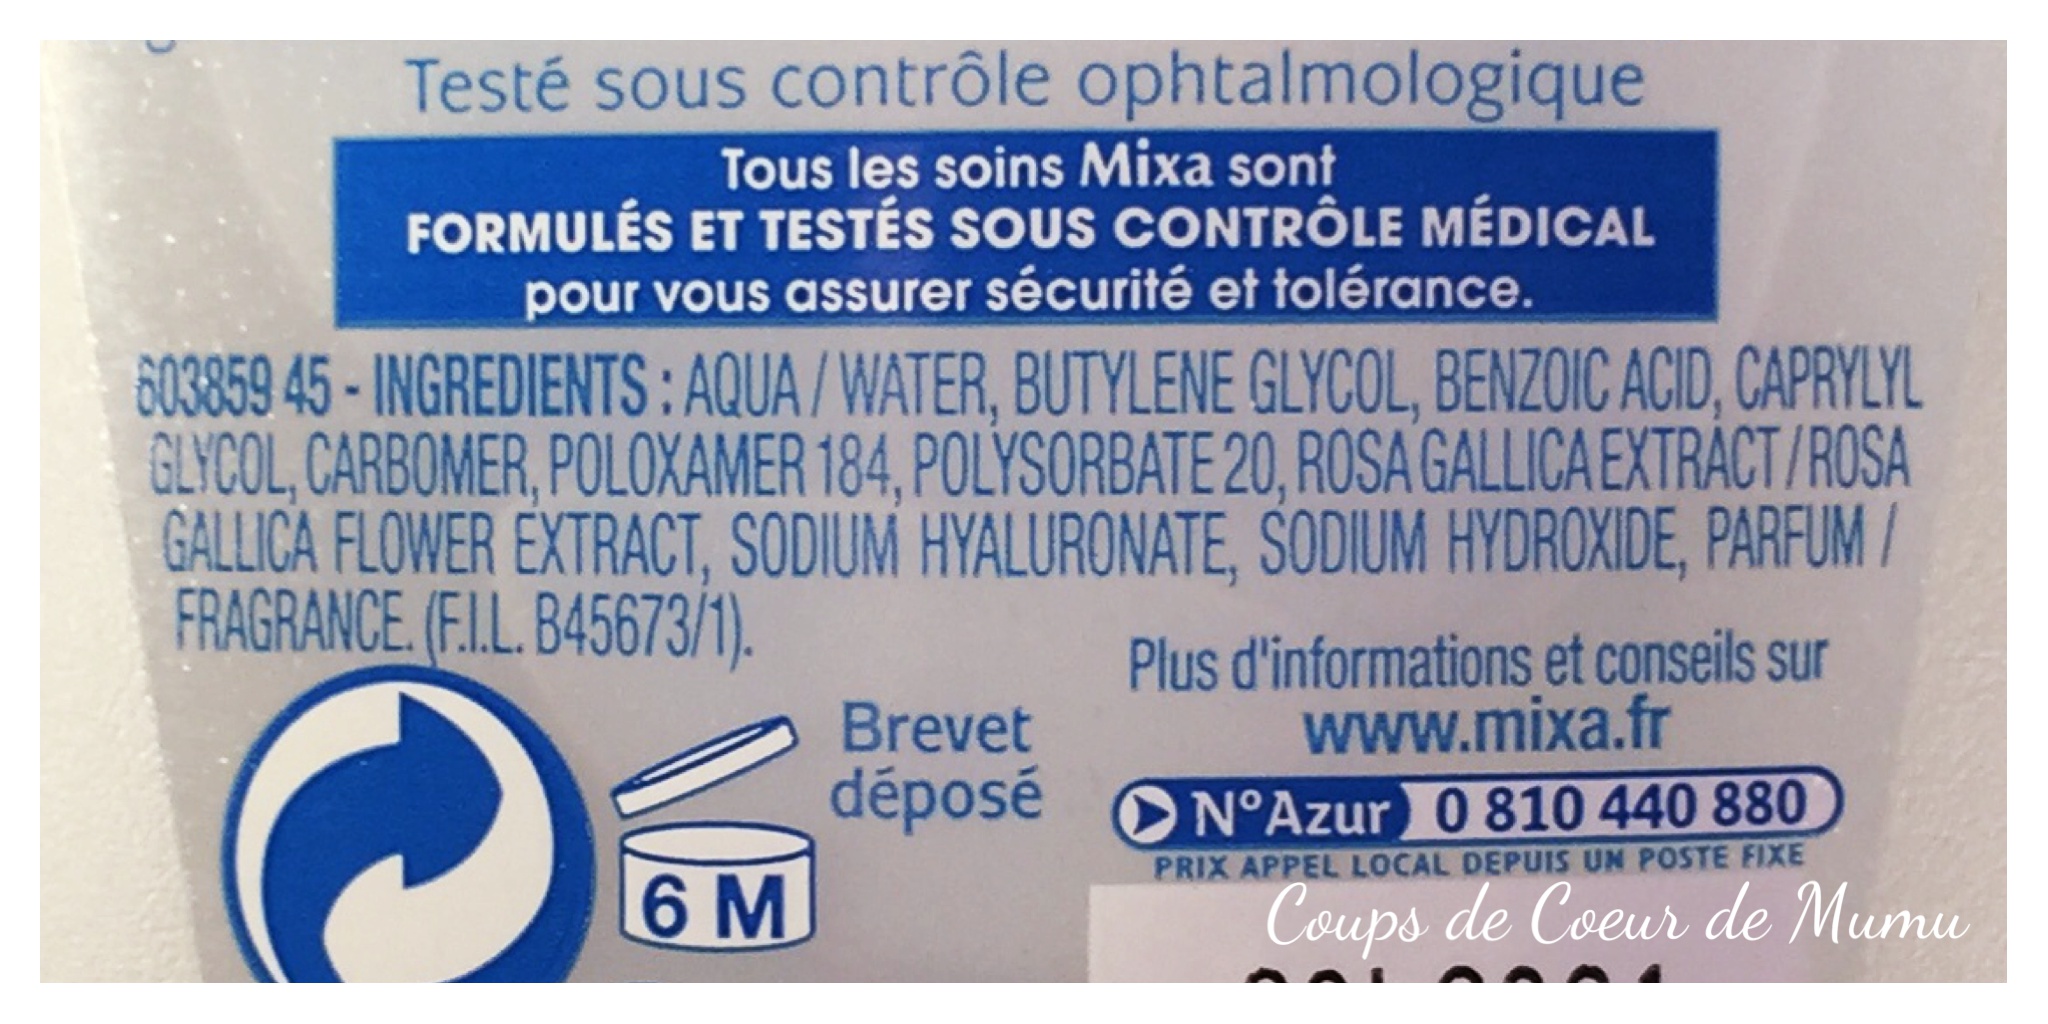 Testé sous contrôle ophtalmologique
Tous les soins Mixa sont
FORMULÉS ET TESTÉS SOUS CONTRÔLE MÉDICAL
pour vous assurer sécurité et tolérance.
603859 45 - INGREDIENTS : AQUA / WATER, BUTYLENE GLYCOL, BENZOIC ACID, CAPRYLYL
GLYCOL, CARBOMER, POLOXAMER 184, POLYSORBATE 20, ROSA GALLICA EXTRACT / ROSA
GALLICA FLOWER EXTRACT, SODIUM HYALURONATE, SODIUM HYDROXIDE, PARFUM /
FRAGRANCE. (F.I.L. B45673/1).
Plus d'informations et conseils sur
www.mixa.fr
Brevet
déposé
N°Azur 0 810 440 880
PRIX APPEL LOCAL DEPUIS UN POSTE FIXE
6 M
Coups de Coeur de Mumu